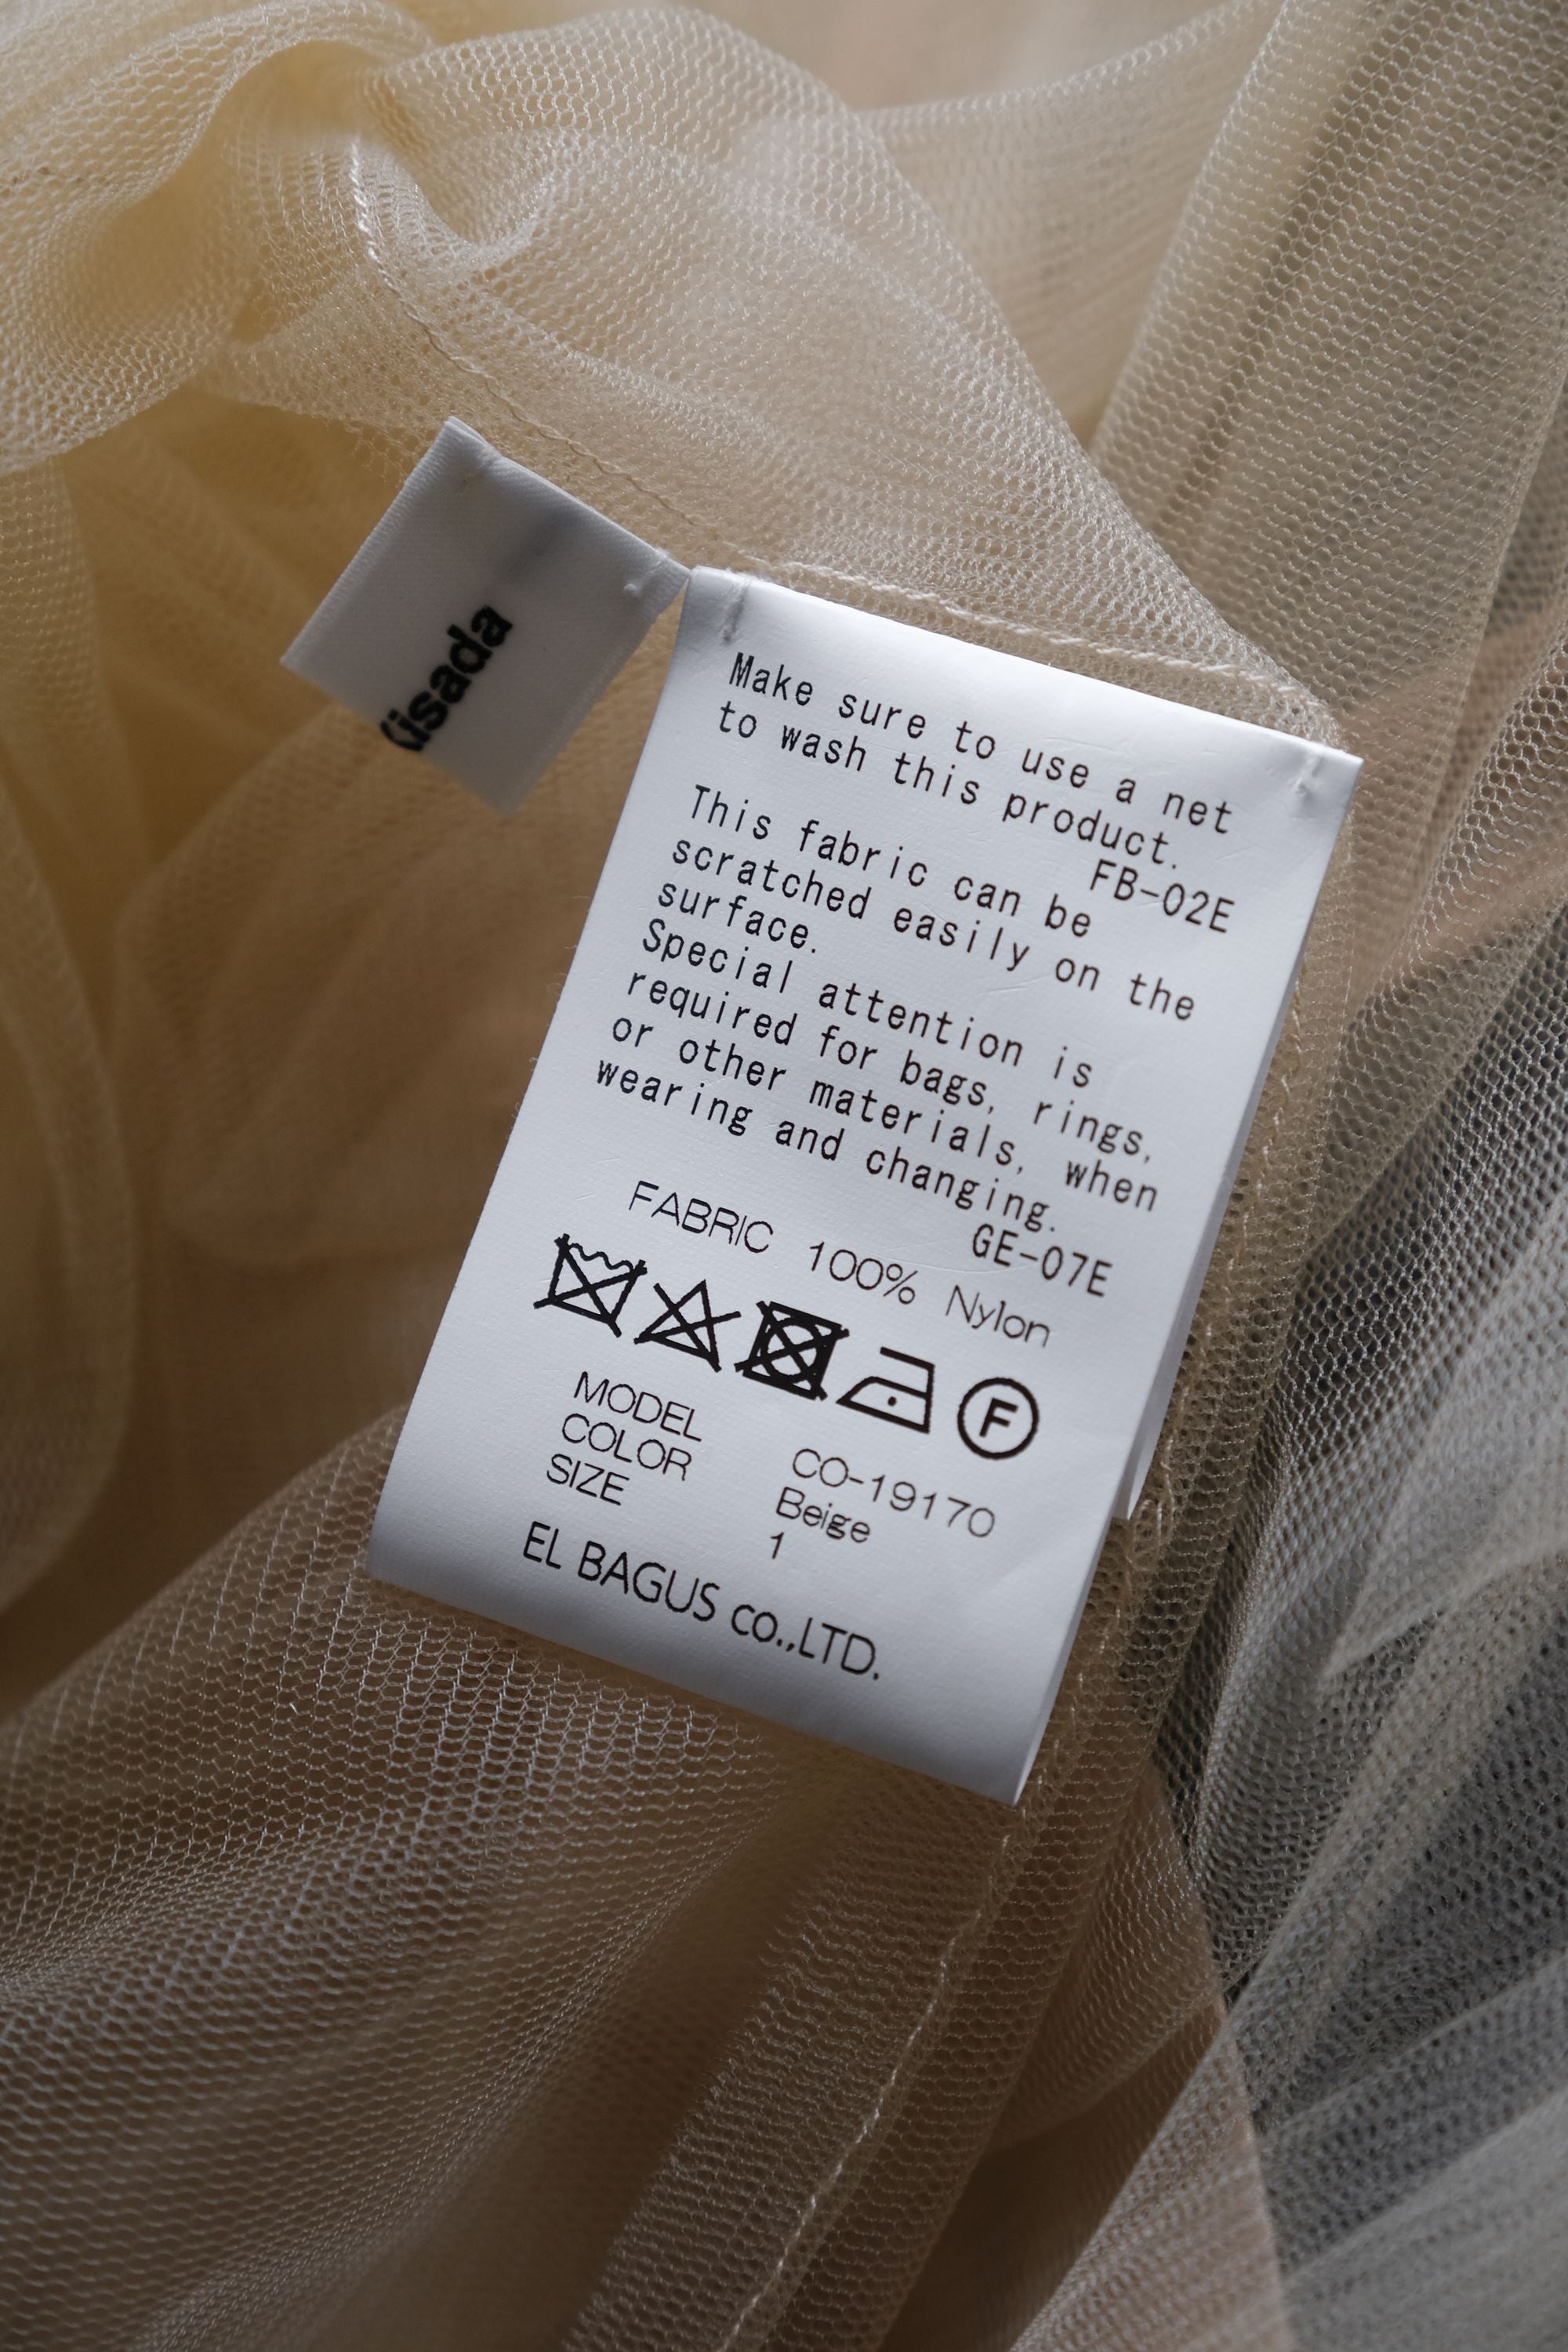 Make sure to use a net
to wash this product.
FB-02E
This fabric can be
scratched easily on the
surface.
Special attention is
required for bags, rings,
or other materials, when
wearing and changing.
GE-07E
FABRIC 100% Nylon
F
MODEL CO-19170
COLOR Beige
SIZE 1
EL BAGUS co.,LTD.